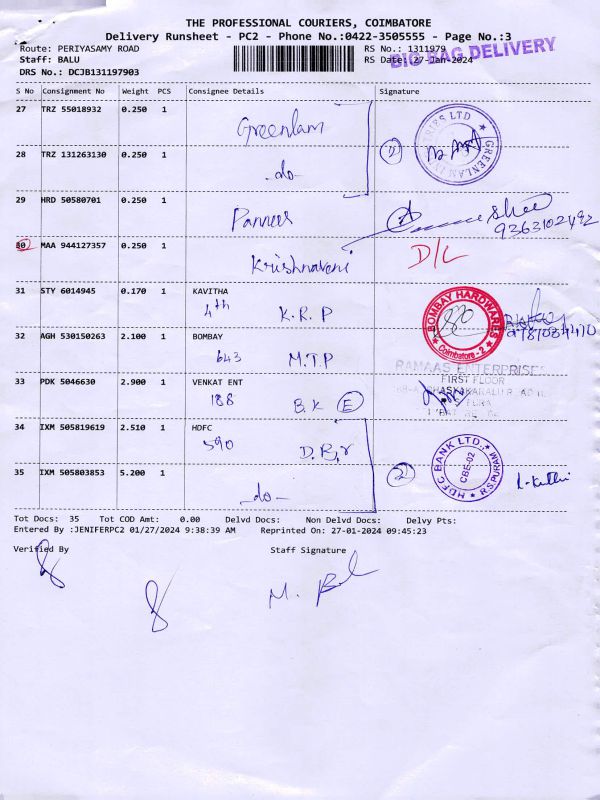 THE PROFESSIONAL COURIERS, COIMBATORE
Delivery Runsheet - PC2 - Phone No.:0422-3505555 - Page No.:3
Route: PERIYASAMY ROAD RS No.: 1311979
BIG BAG DELIVERY
Staff: BALU RS Date: 27-Jan-2024
DRS No.: DCJB131197903
S No Consignment No Weight PCS Consignee Details Signature
27 TRZ 55018932 0.250 1 Greenlam
GREENLAM
28 TRZ 131263130 0.250 1 -do- 2
29 HRD 50580701 0.250 1 Pannees
9363102492
30 MAA 944127357 0.250 1 Krishnaveni D/L
31 STY 6014945 0.170 1 KAVITHA
4th K.R.P
BOMBAY HARDWARES
Coimbatore-2
32 AGH 530150263 2.100 1 BOMBAY
643 M.T.P
RAMAAS ENTERPRISES
33 PDK 5046630 2.900 1 VENKAT ENT FIRST FLOOR
188 B.K E
34 IXM 505819619 2.510 1 HDFC
590 D.B.r
HDFC BANK LTD. R.S.PURAM
CBE-02
35 IXM 505803853 5.200 1 -do- 2
Tot Docs: 35 Tot COD Amt: 0.00 Delvd Docs: Non Delvd Docs: Delvy Pts:
Entered By :JENIFERPC2 01/27/2024 9:38:39 AM Reprinted On: 27-01-2024 09:45:23
Verified By Staff Signature